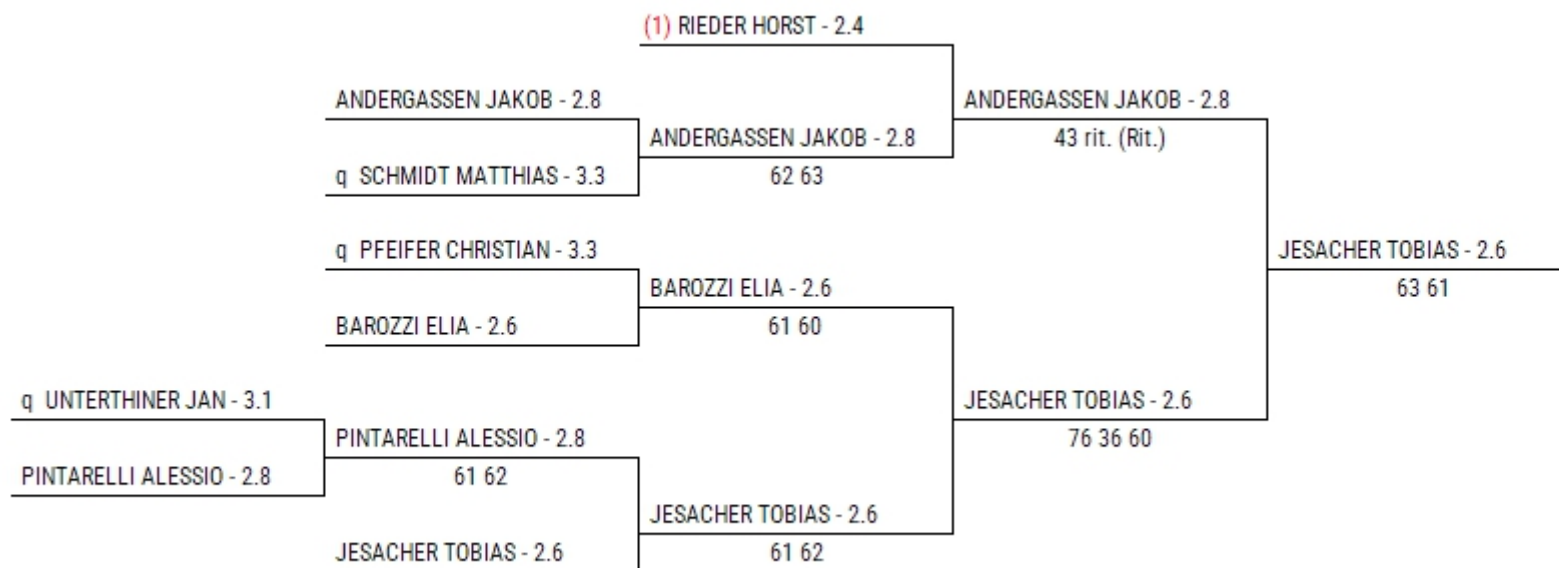 (1) RIEDER HORST - 2.4
ANDERGASSEN JAKOB - 2.8
ANDERGASSEN JAKOB - 2.8
ANDERGASSEN JAKOB - 2.8
43 rit. (Rit.)
q SCHMIDT MATTHIAS - 3.3
62 63
q PFEIFER CHRISTIAN - 3.3
JESACHER TOBIAS - 2.6
BAROZZI ELIA - 2.6
63 61
BAROZZI ELIA - 2.6
61 60
q UNTERTHINER JAN - 3.1
JESACHER TOBIAS - 2.6
PINTARELLI ALESSIO - 2.8
76 36 60
PINTARELLI ALESSIO - 2.8
61 62
JESACHER TOBIAS - 2.6
JESACHER TOBIAS - 2.6
61 62